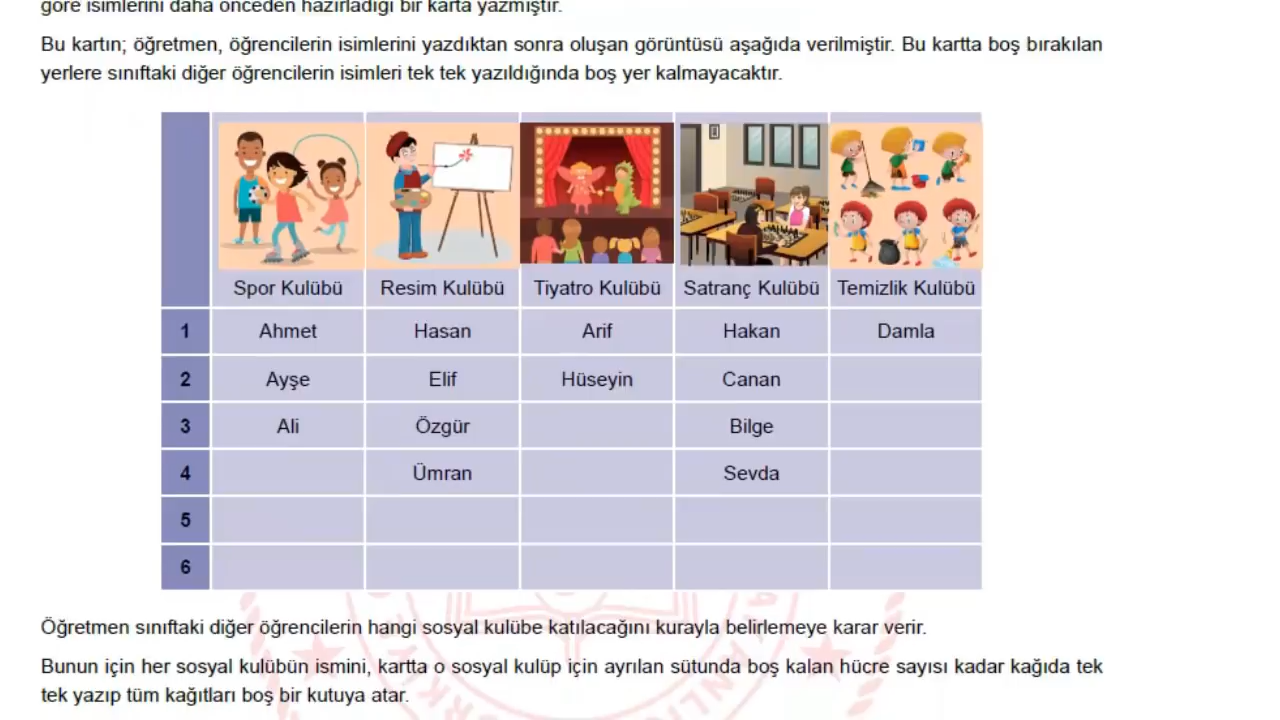 göre isimlerini daha önceden hazırladığı bir karta yazmıştır.
Bu kartın; öğretmen, öğrencilerin isimlerini yazdıktan sonra oluşan görüntüsü aşağıda verilmiştir. Bu kartta boş bırakılan
yerlere sınıftaki diğer öğrencilerin isimleri tek tek yazıldığında boş yer kalmayacaktır.
Spor Kulübü Resim Kulübü Tiyatro Kulübü Satranç Kulübü Temizlik Kulübü
1 Ahmet Hasan Arif Hakan Damla
2 Ayşe Elif Hüseyin Canan
3 Ali Özgür Bilge
4 Ümran Sevda
5
6
Öğretmen sınıftaki diğer öğrencilerin hangi sosyal kulübe katılacağını kurayla belirlemeye karar verir.
Bunun için her sosyal kulübün ismini, kartta o sosyal kulüp için ayrılan sütunda boş kalan hücre sayısı kadar kağıda tek
tek yazıp tüm kağıtları boş bir kutuya atar.